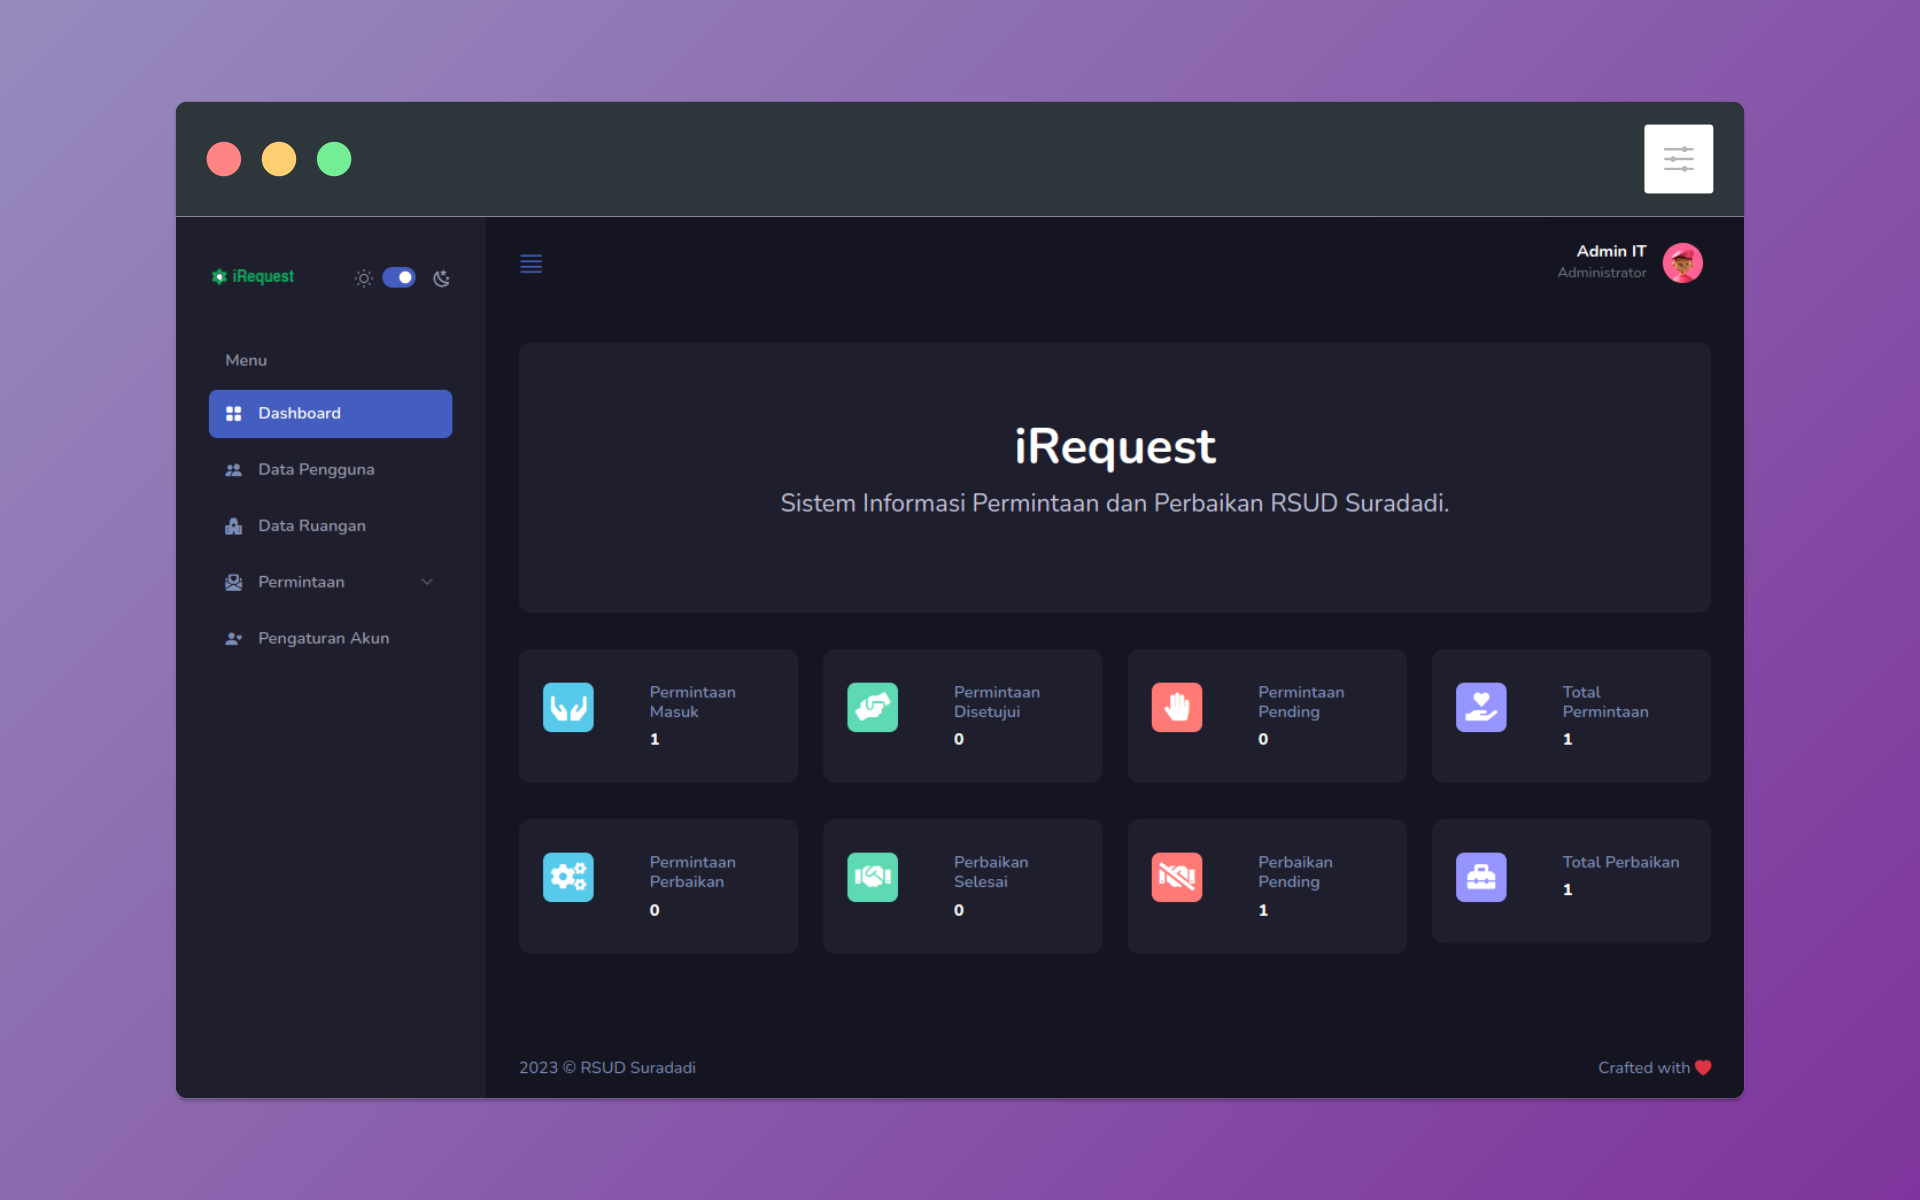 iRequest
Menu
Dashboard
Data Pengguna
Data Ruangan
Permintaan
Pengaturan Akun
Admin IT
Administrator
iRequest
Sistem Informasi Permintaan dan Perbaikan RSUD Suradadi.
Permintaan
Masuk
1
Permintaan
Disetujui
0
Permintaan
Pending
0
Total
Permintaan
1
Permintaan
Perbaikan
0
Perbaikan
Selesai
0
Perbaikan
Pending
1
Total Perbaikan
1
2023 © RSUD Suradadi
Crafted with